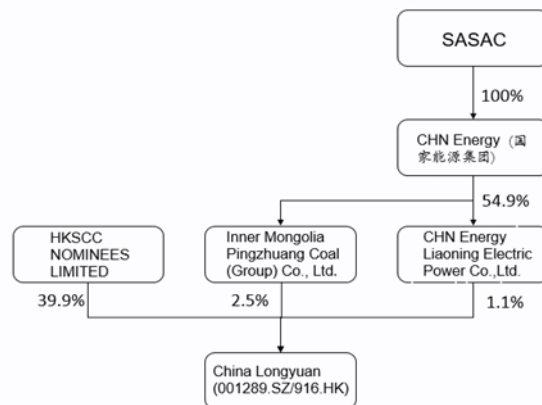 SASAC
100%
CHN Energy (国
家能源集团)
54.9%
HKSCC
NOMINEES
LIMITED
Inner Mongolia
Pingzhuang Coal
(Group) Co., Ltd.
CHN Energy
Liaoning Electric
Power Co.,Ltd.
39.9%
2.5%
1.1%
China Longyuan
(001289.SZ/916.HK)